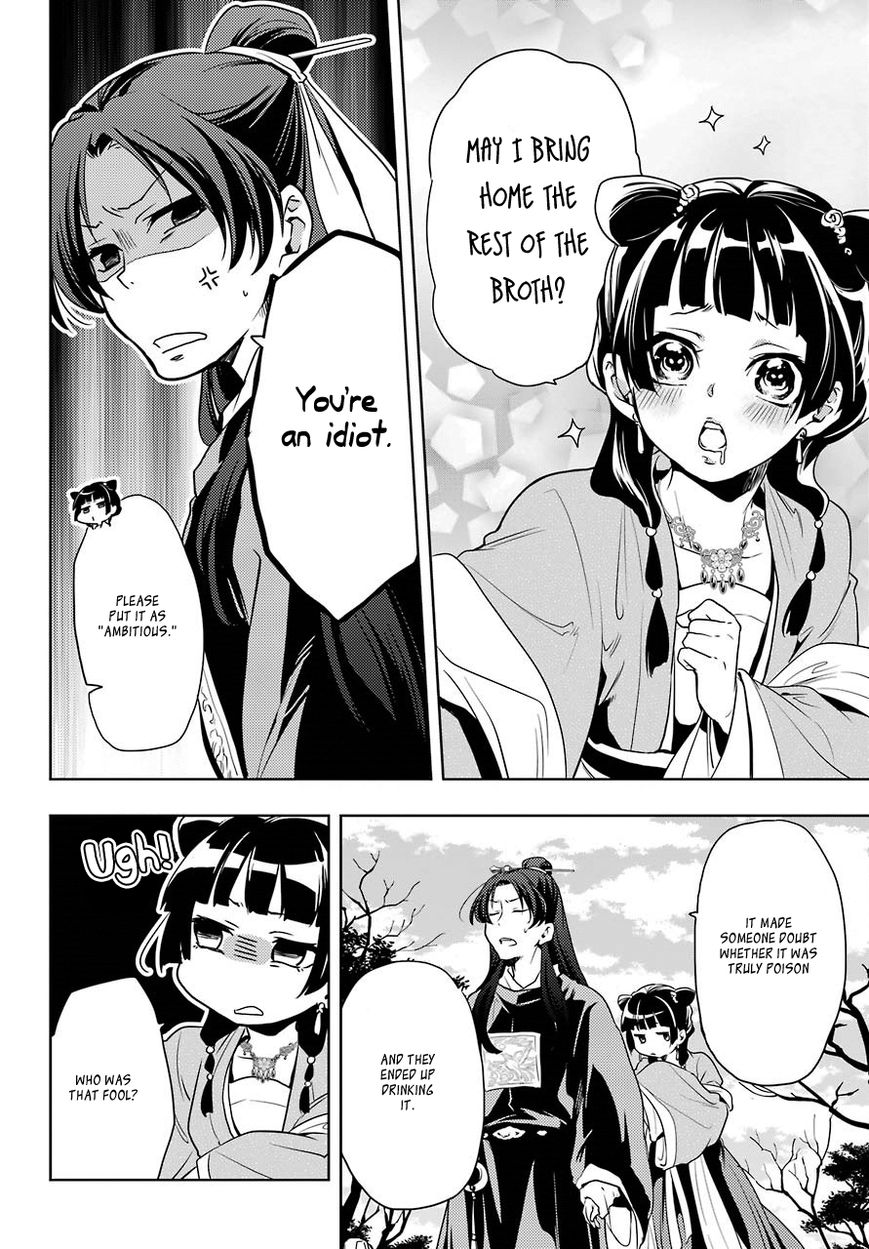 MAY I BRING
HOME THE
REST OF THE
BROTH?
You're
an idiot.
PLEASE
PUT IT AS
"AMBITIOUS."
IT MADE
SOMEONE DOUBT
WHETHER IT WAS
TRULY POISON
AND THEY
ENDED UP
DRINKING
IT.
Ugh!
WHO WAS
THAT FOOL?